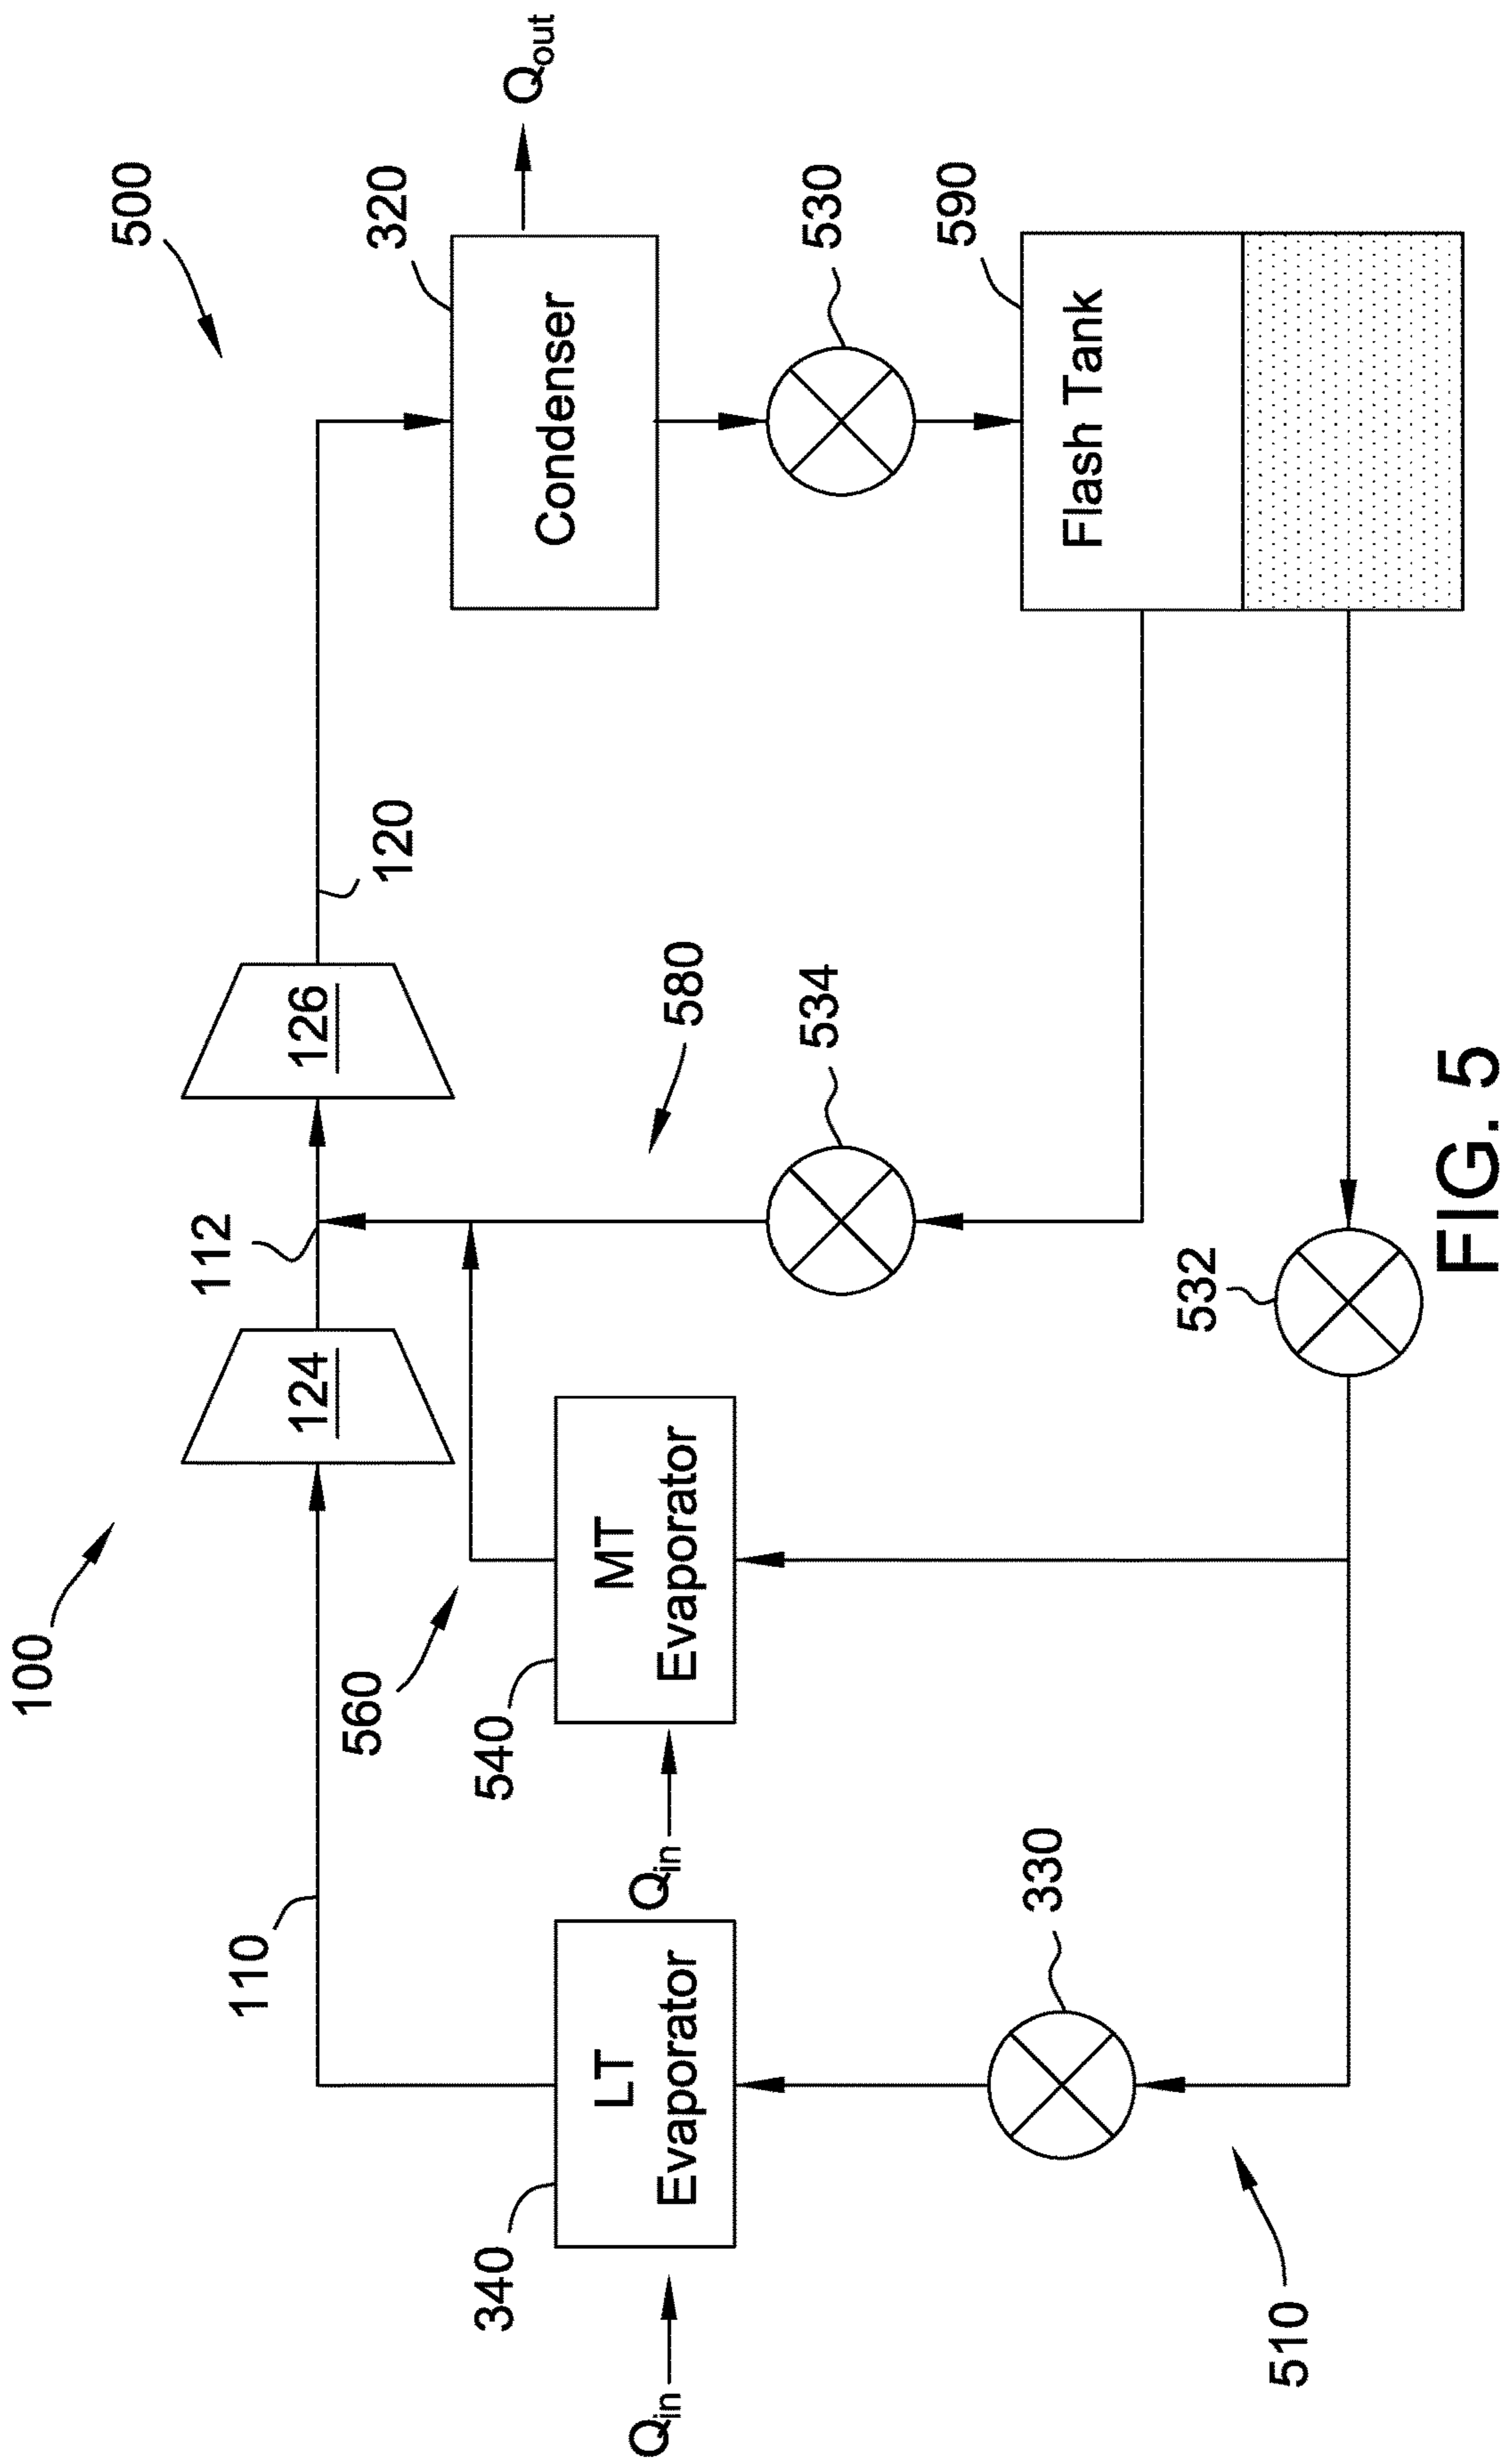 500
100
112
126
124
110
120
320
Condenser
Qout
560
580
540
MT
Evaporator
Qin
340
LT
Evaporator
Qin
534
530
330
590
Flash Tank
532
510
FIG. 5